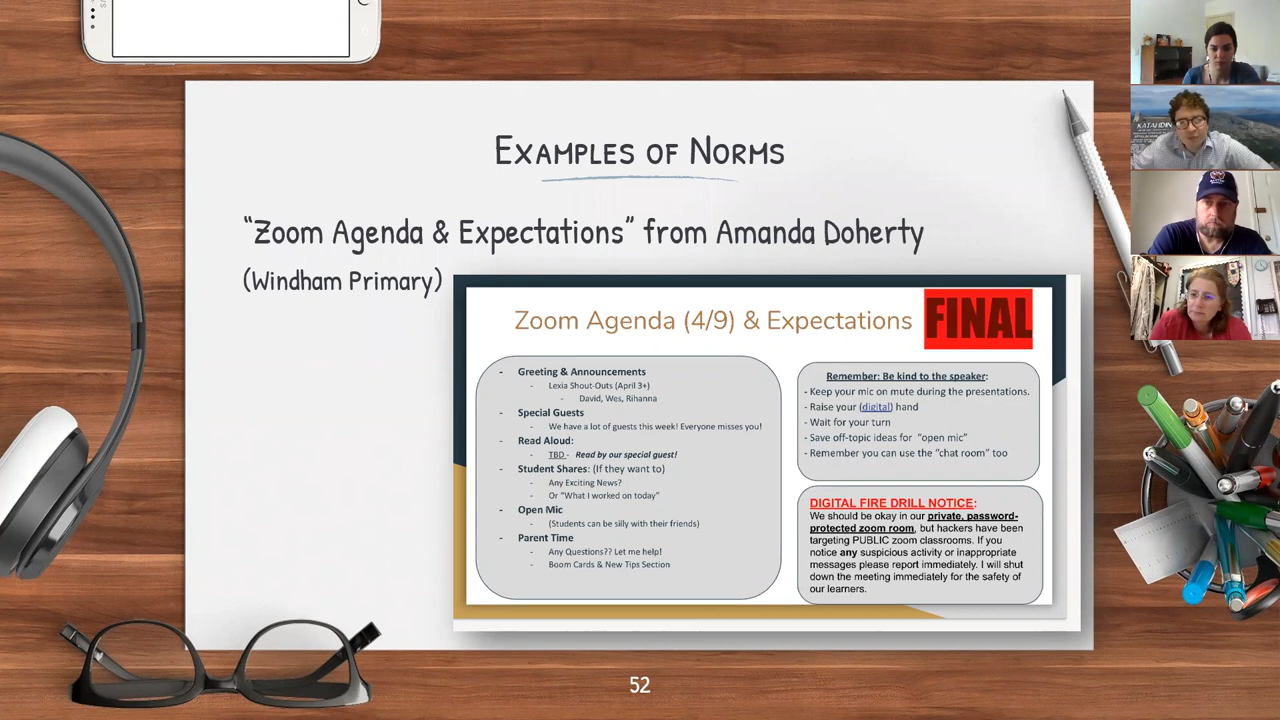 Examples of Norms
“Zoom Agenda & Expectations” from Amanda Doherty
(Windham Primary)
Zoom Agenda (4/9) & Expectations
FINAL
- Greeting & Announcements
- Lexia Shout-Outs (April 3+)
- David, Wes, Rihanna
- Special Guests
- We have a lot of guests this week! Everyone misses you!
- Read Aloud:
- TBD - Read by our special guest!
- Student Shares: (If they want to)
- Any Exciting News?
- Or “What I worked on today”
- Open Mic
- (Students can be silly with their friends)
- Parent Time
- Any Questions?? Let me help!
- Boom Cards & New Tips Section
Remember: Be kind to the speaker:
- Keep your mic on mute during the presentations.
- Raise your (digital) hand
- Wait for your turn
- Save off-topic ideas for “open mic”
- Remember you can use the “chat room” too
DIGITAL FIRE DRILL NOTICE:
We should be okay in our private, password-
protected zoom room, but hackers have been
targeting PUBLIC zoom classrooms. If you
notice any suspicious activity or inappropriate
messages please report immediately. I will shut
down the meeting immediately for the safety of
our learners.
52
KATAHDIN